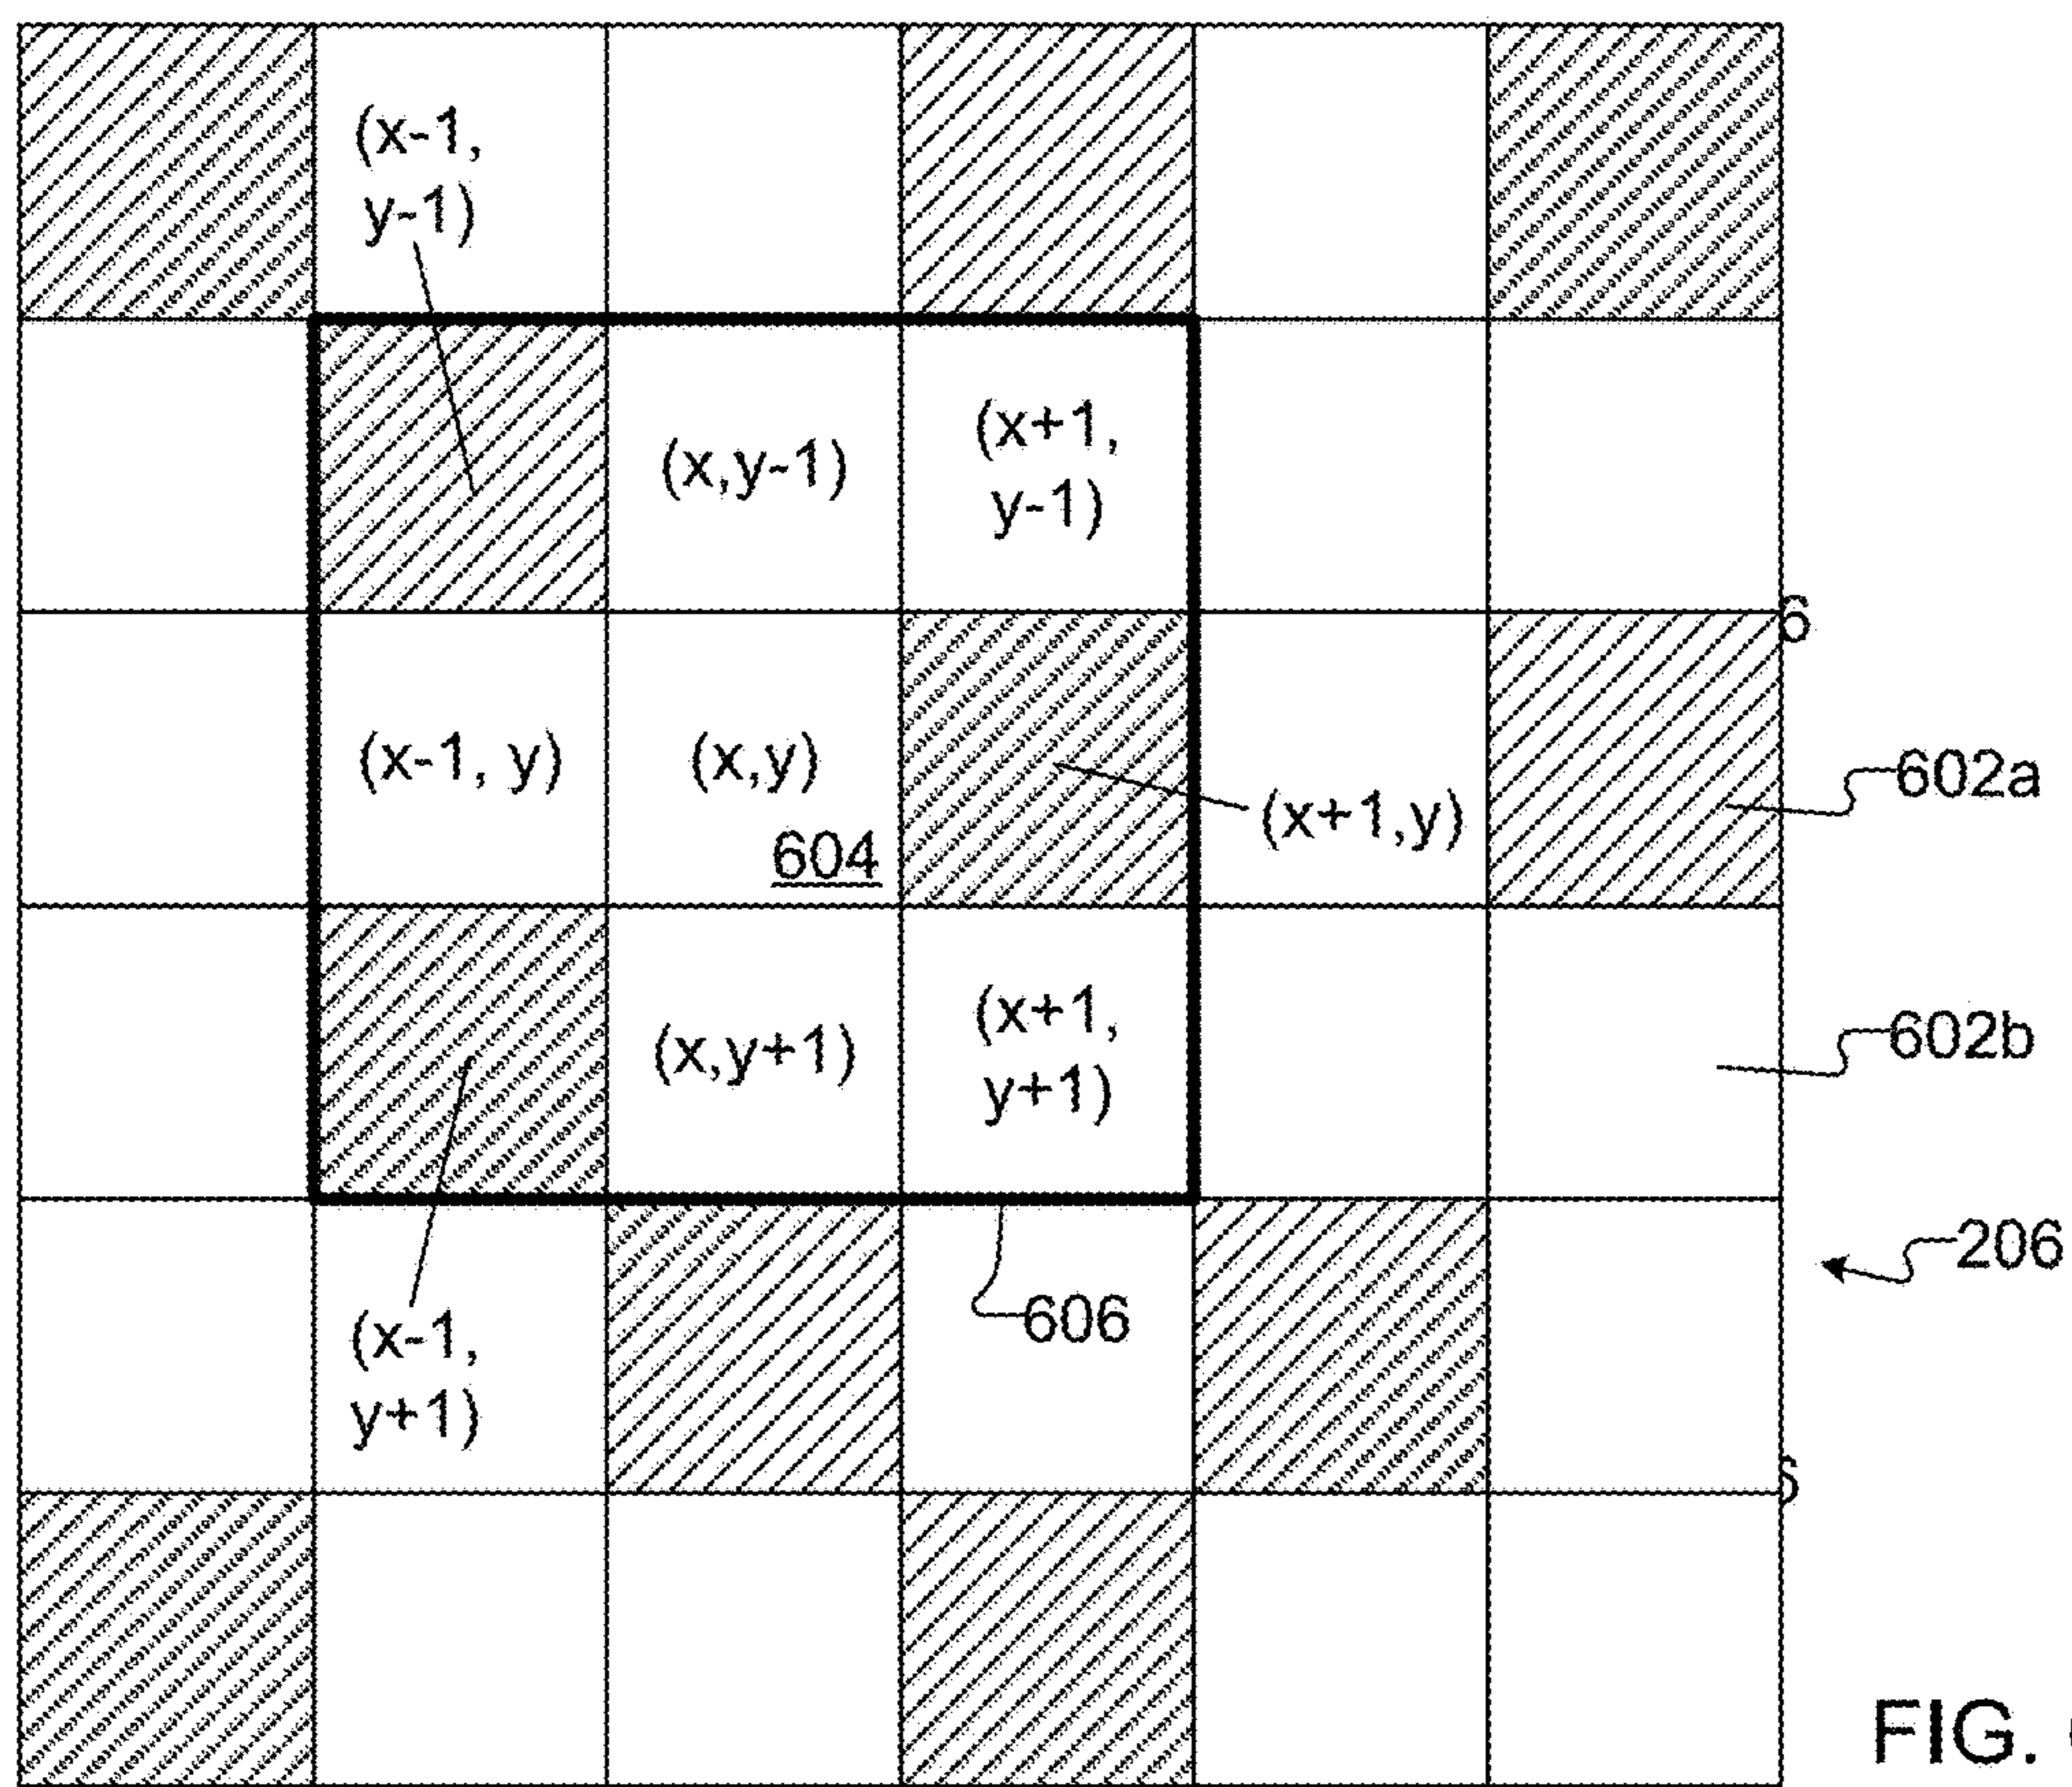 (x-1,
y-1)
(x,y-1)
(x+1,
y-1)
6
(x-1, y)
(x,y)
604
(x+1,y)
602a
(x+1,
y+1)
(x,y+1)
602b
206
606
(x-1,
y+1)
FIG.